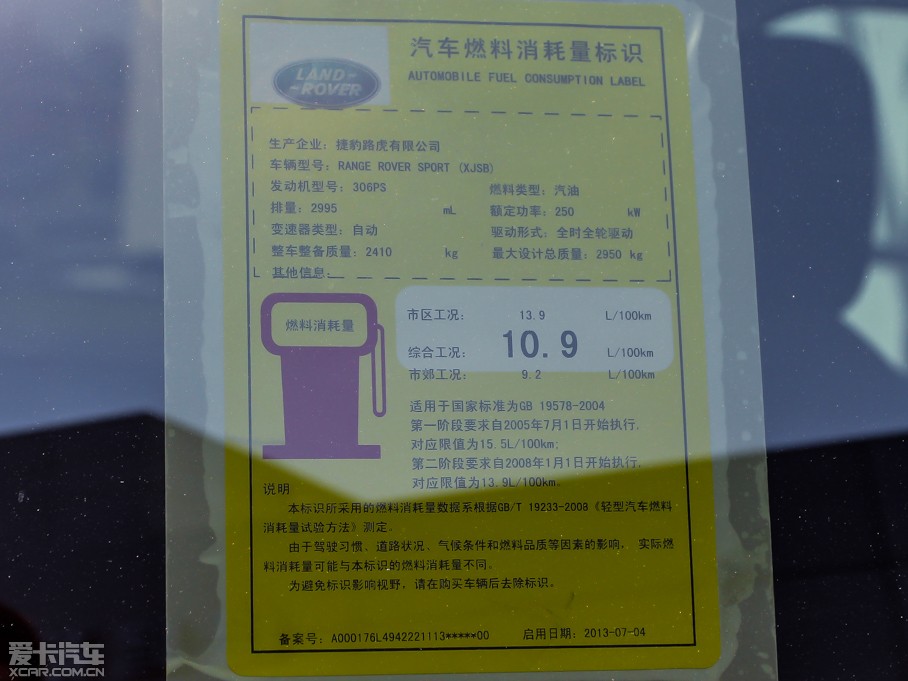 LAND
ROVER
汽车燃料消耗量标识
AUTOMOBILE FUEL CONSUMPTION LABEL
生产企业：捷豹路虎有限公司
车辆型号：RANGE ROVER SPORT (XJSB)
发动机型号：306PS 燃料类型：汽油
排量：2995 mL 额定功率：250 kW
变速器类型：自动 驱动形式：全时全轮驱动
整车整备质量：2410 kg 最大设计总质量：2950 kg
其他信息：
燃料消耗量
市区工况： 13.9 L/100km
综合工况： 10.9 L/100km
市郊工况： 9.2 L/100km
适用于国家标准为GB 19578-2004
第一阶段要求自2005年7月1日开始执行，
对应限值为15.5L/100km；
第二阶段要求自2008年1月1日开始执行，
对应限值为13.9L/100km。
说明
本标识所采用的燃料消耗量数据系根据GB/T 19233-2008《轻型汽车燃料
消耗量试验方法》测定。
由于驾驶习惯、道路状况、气候条件和燃料品质等因素的影响， 实际燃
料消耗量可能与本标识的燃料消耗量不同。
为避免标识影响视野，请在购买车辆后去除标识。
备案号：A000176L4942221113*****00 启用日期：2013-07-04
爱卡汽车
XCAR.COM.CN